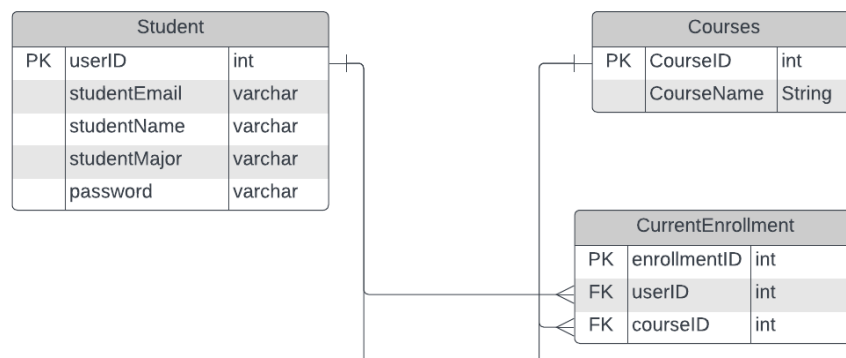 Student
PK userID int
studentEmail varchar
studentName varchar
studentMajor varchar
password varchar
Courses
PK CourseID int
CourseName String
CurrentEnrollment
PK enrollmentID int
FK userID int
FK courseID int